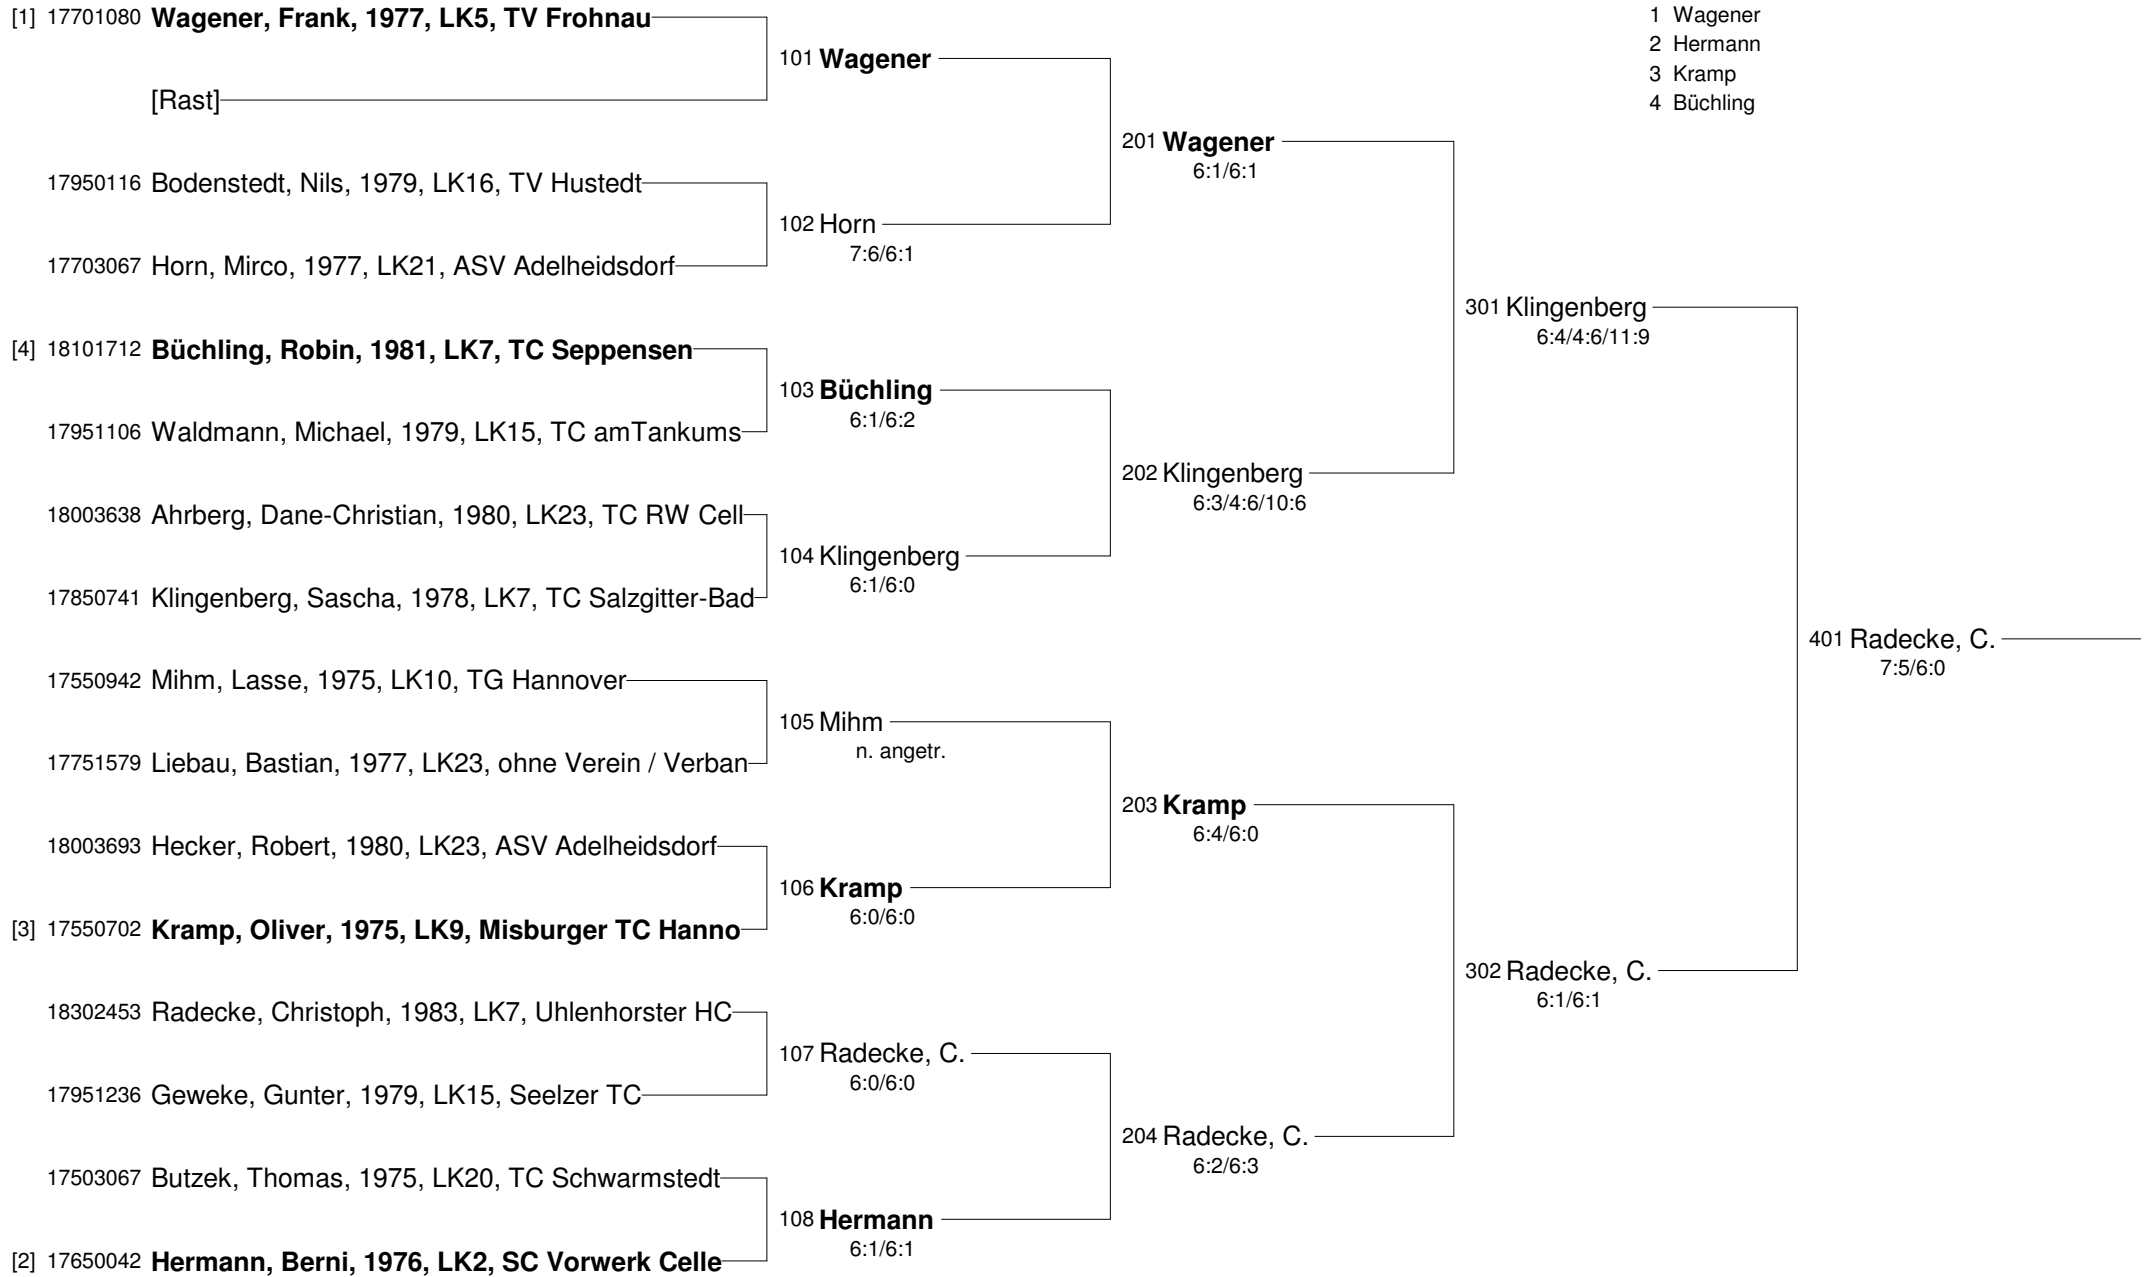 [1] 17701080 Wagener, Frank, 1977, LK5, TV Frohnau
[Rast]
17950116 Bodenstedt, Nils, 1979, LK16, TV Hustedt
17703067 Horn, Mirco, 1977, LK21, ASV Adelheidsdorf
[4] 18101712 Büchling, Robin, 1981, LK7, TC Seppensen
17951106 Waldmann, Michael, 1979, LK15, TC amTankums
18003638 Ahrberg, Dane-Christian, 1980, LK23, TC RW Cell
17850741 Klingenberg, Sascha, 1978, LK7, TC Salzgitter-Bad
17550942 Mihm, Lasse, 1975, LK10, TG Hannover
17751579 Liebau, Bastian, 1977, LK23, ohne Verein / Verban
18003693 Hecker, Robert, 1980, LK23, ASV Adelheidsdorf
[3] 17550702 Kramp, Oliver, 1975, LK9, Misburger TC Hanno
18302453 Radecke, Christoph, 1983, LK7, Uhlenhorster HC
17951236 Geweke, Gunter, 1979, LK15, Seelzer TC
17503067 Butzek, Thomas, 1975, LK20, TC Schwarmstedt
[2] 17650042 Hermann, Berni, 1976, LK2, SC Vorwerk Celle
101 Wagener
102 Horn
7:6/6:1
103 Büchling
6:1/6:2
104 Klingenberg
6:1/6:0
105 Mihm
n. angetr.
106 Kramp
6:0/6:0
107 Radecke, C.
6:0/6:0
108 Hermann
6:1/6:1
201 Wagener
6:1/6:1
202 Klingenberg
6:3/4:6/10:6
203 Kramp
6:4/6:0
204 Radecke, C.
6:2/6:3
301 Klingenberg
6:4/4:6/11:9
302 Radecke, C.
6:1/6:1
401 Radecke, C.
7:5/6:0
1 Wagener
2 Hermann
3 Kramp
4 Büchling